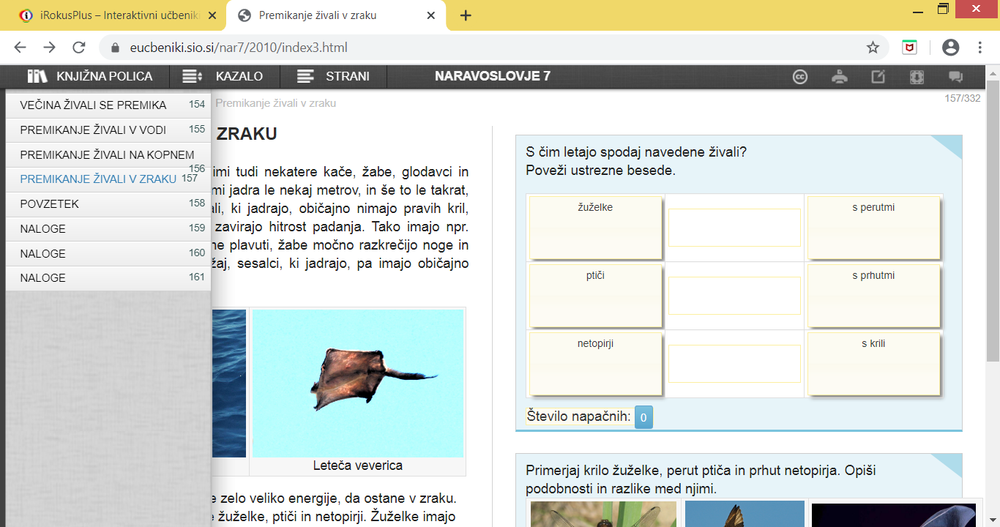 iRokusPlus – Interaktivni učbenik
Premikanje živali v zraku
eucbeniki.sio.si/nar7/2010/index3.html
KNJIŽNA POLICA
KAZALO
STRANI
NARAVOSLOVJE 7
cc
VEČINA ŽIVALI SE PREMIKA 154
PREMIKANJE ŽIVALI V VODI 155
PREMIKANJE ŽIVALI NA KOPNEM 156
PREMIKANJE ŽIVALI V ZRAKU 157
POVZETEK 158
NALOGE 159
NALOGE 160
NALOGE 161
Premikanje živali v zraku
157/332
ZRAKU
imi tudi nekatere kače, žabe, glodavci in
mi jadra le nekaj metrov, in še to le takrat,
ali, ki jadrajo, običajno nimajo pravih kril,
zavirajo hitrost padanja. Tako imajo npr.
ne plavuti, žabe močno razkrečijo noge in
žaj, sesalci, ki jadrajo, pa imajo običajno
Leteča veverica
e zelo veliko energije, da ostane v zraku.
e žuželke, ptiči in netopirji. Žuželke imajo
S čim letajo spodaj navedene živali?
Poveži ustrezne besede.
žuželke
s perutmi
ptiči
s prhutmi
netopirji
s krili
Število napačnih: 0
Primerjaj krilo žuželke, perut ptiča in prhut netopirja. Opiši
podobnosti in razlike med njimi.